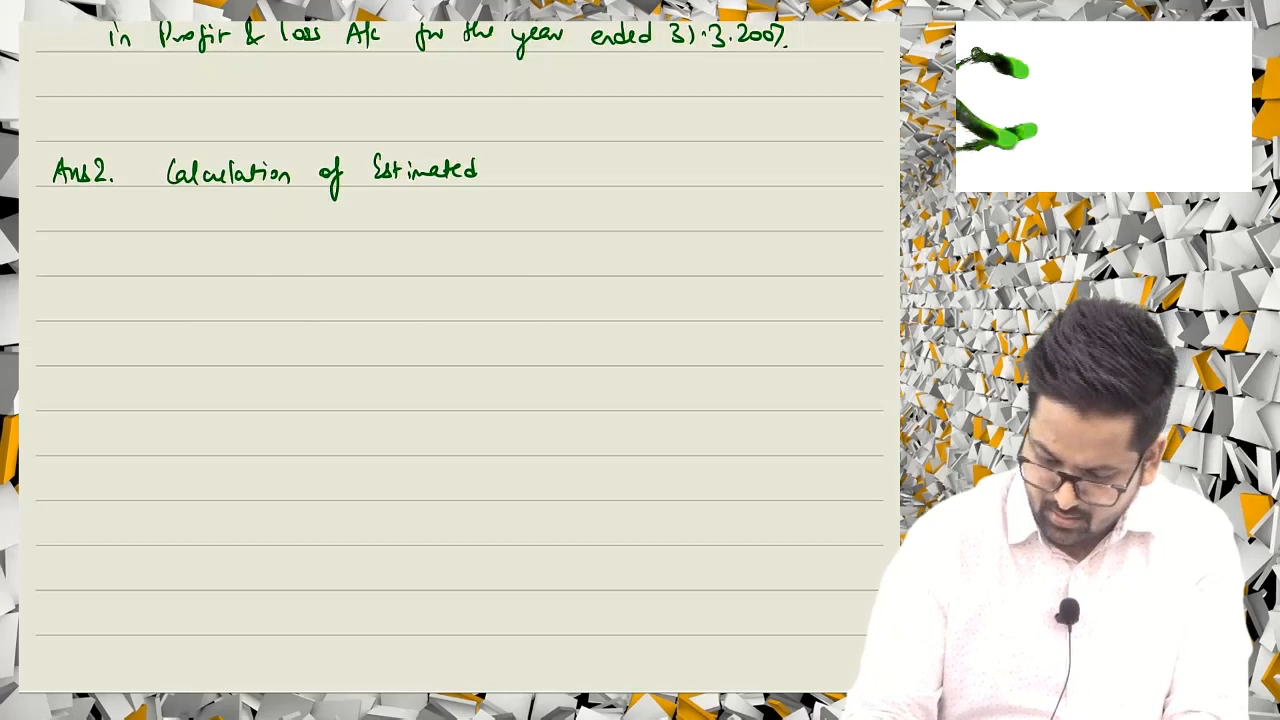 in Profit & loss A/c for the year ended 31.3.2007.
Ans2. Calculation of Estimated